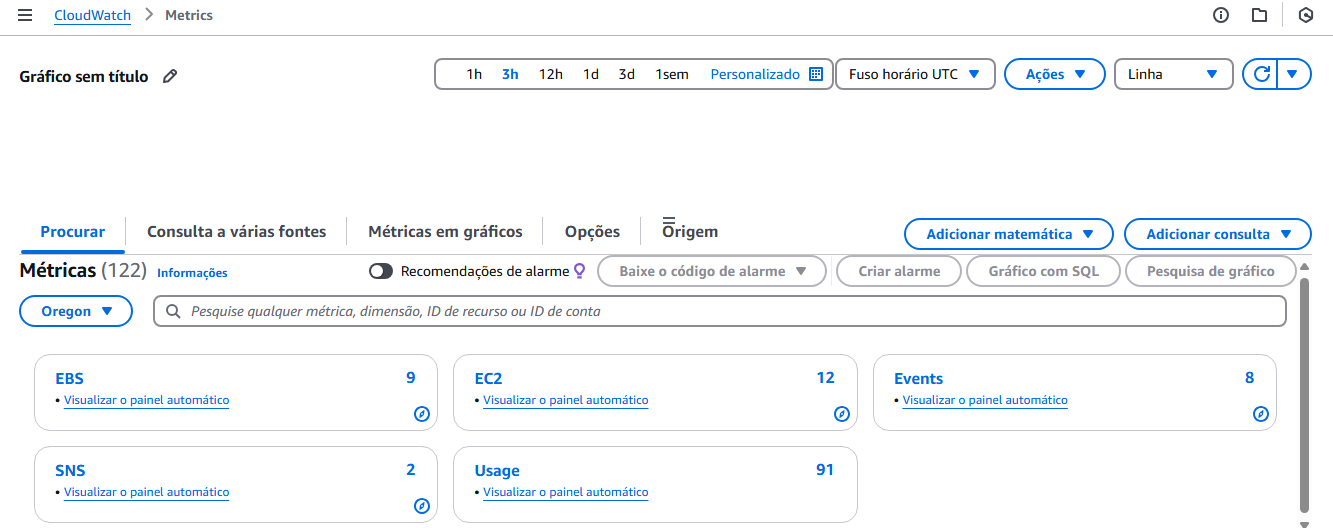 CloudWatch > Metrics
Gráfico sem título
1h 3h 12h 1d 3d 1sem Personalizado Fuso horário UTC Ações Linha
Procurar Consulta a várias fontes Métricas em gráficos Opções Origem Adicionar matemática Adicionar consulta
Métricas (122) Informações Recomendações de alarme Baixe o código de alarme Criar alarme Gráfico com SQL Pesquisa de gráfico
Oregon Pesquise qualquer métrica, dimensão, ID de recurso ou ID de conta
EBS 9 EC2 12 Events 8
• Visualizar o painel automático • Visualizar o painel automático • Visualizar o painel automático
SNS 2 Usage 91
• Visualizar o painel automático • Visualizar o painel automático